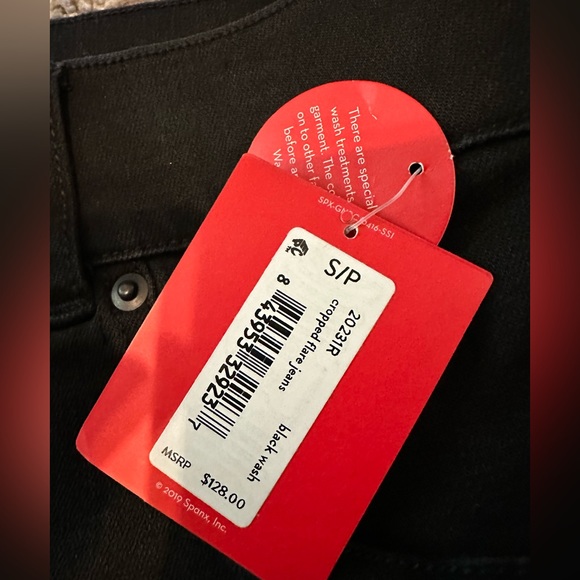 There are special
wash treatments
garment. The co
on to other f
before a
W
S/P
20231R
cropped flare jeans
black wash
8 43953 32923 7
MSRP $128.00
© 2019 Spanx, Inc.